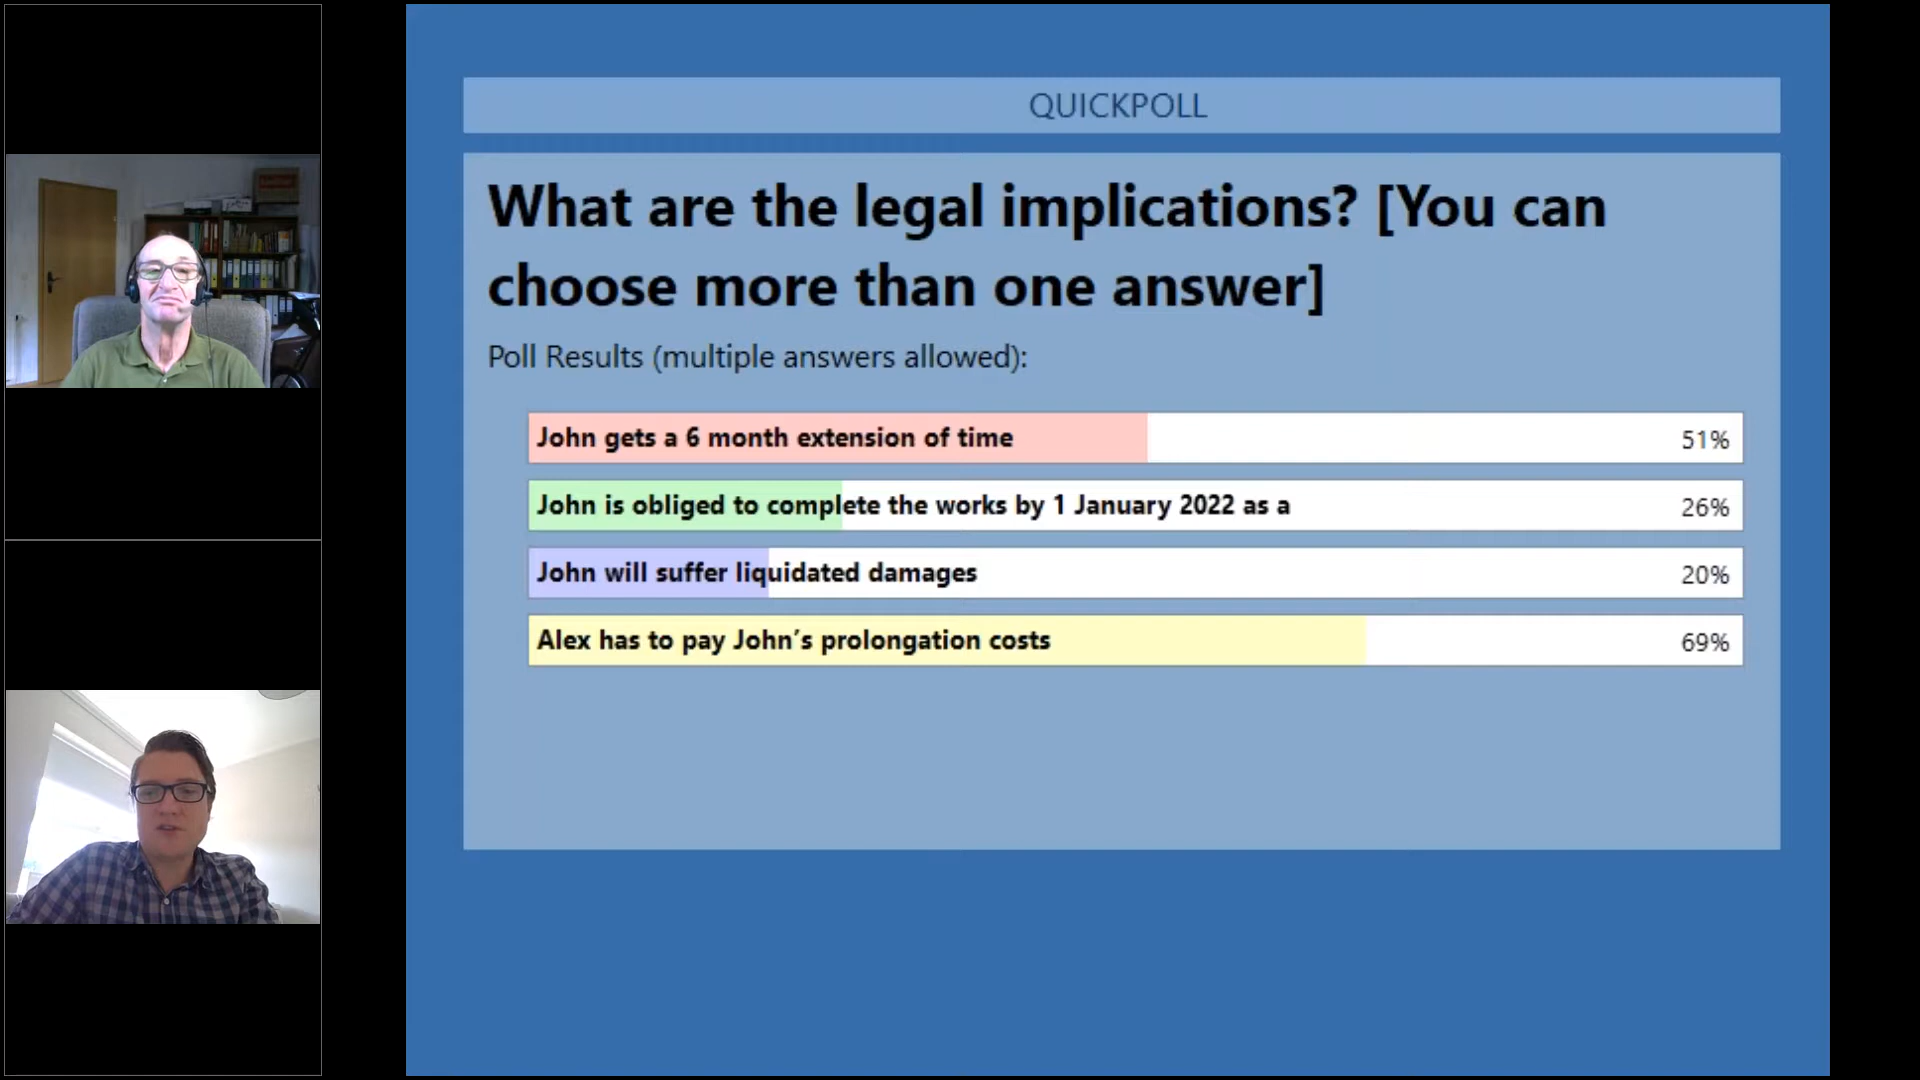 QUICKPOLL
What are the legal implications? [You can
choose more than one answer]
Poll Results (multiple answers allowed):
John gets a 6 month extension of time 51%
John is obliged to complete the works by 1 January 2022 as a 26%
John will suffer liquidated damages 20%
Alex has to pay John’s prolongation costs 69%